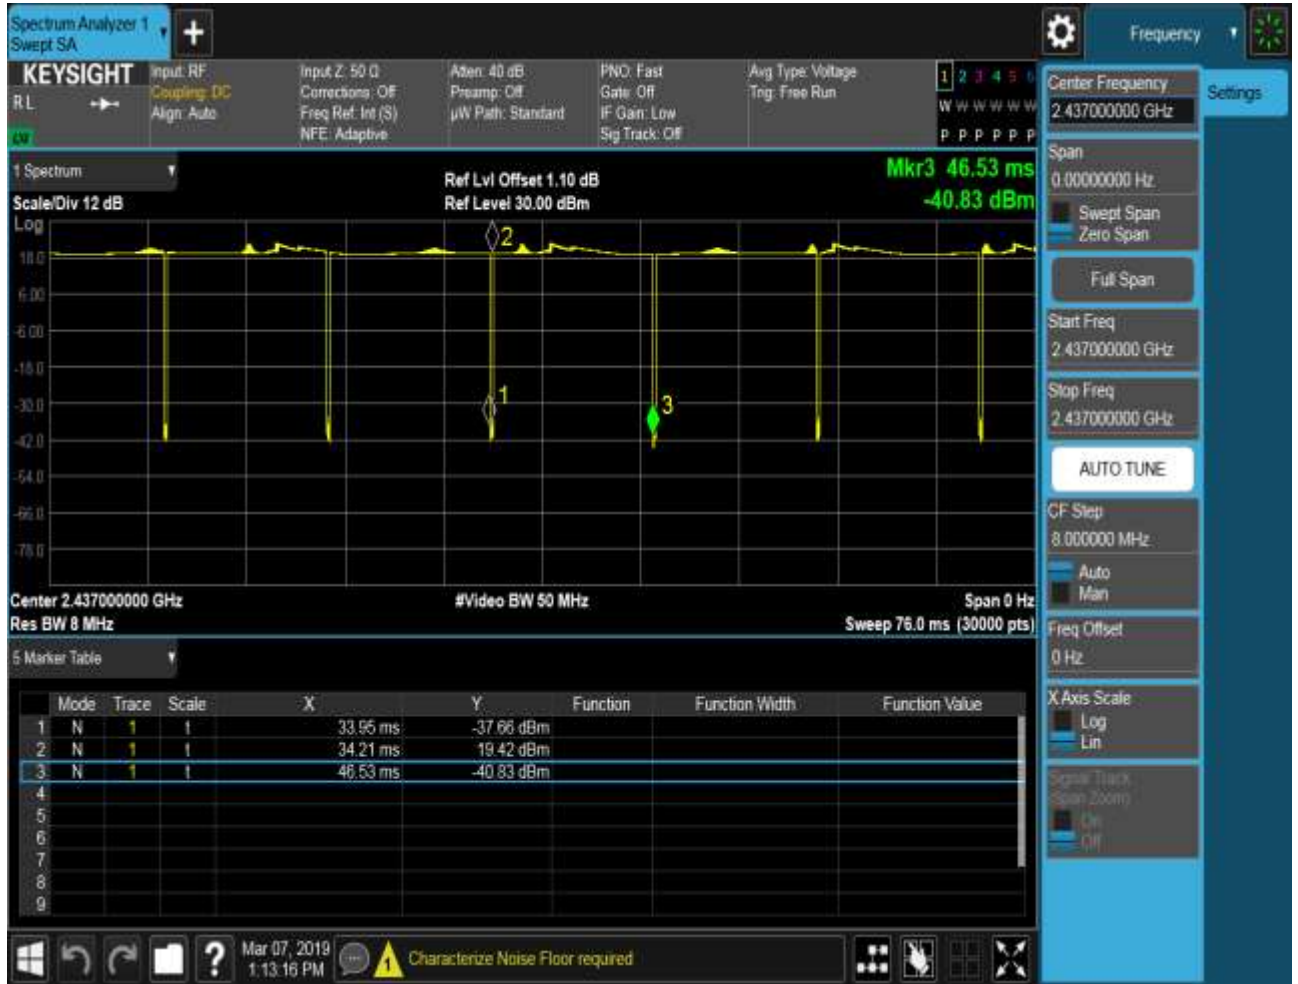 Spectrum Analyzer 1
Swept SA
Frequency
KEYSIGHT
RL
Input: RF
Coupling: DC
Align: Auto
Input Z: 50 Ω
Corrections: Off
Freq Ref: Int (S)
NFE: Adaptive
Atten: 40 dB
Preamp: Off
µW Path: Standard
PNO: Fast
Gate: Off
IF Gain: Low
Sig Track: Off
Avg Type: Voltage
Trig: Free Run
1 2 3 4 5 6
W W W W W W
P P P P P P
1 Spectrum
Scale/Div 12 dB
Ref Lvl Offset 1.10 dB
Ref Level 30.00 dBm
Mkr3 46.53 ms
-40.83 dBm
Log
18.0
6.00
-6.00
-18.0
-30.0
-42.0
-54.0
-66.0
-78.0
2
1
3
Center 2.437000000 GHz
Res BW 8 MHz
#Video BW 50 MHz
Span 0 Hz
Sweep 76.0 ms (30000 pts)
5 Marker Table
Mode Trace Scale X Y Function Function Width Function Value
1 N 1 t 33.95 ms -37.66 dBm
2 N 1 t 34.21 ms 19.42 dBm
3 N 1 t 46.53 ms -40.83 dBm
4
5
6
7
8
9
?
Mar 07, 2019
1:13:16 PM
1
Characterize Noise Floor required
Settings
Center Frequency
2.437000000 GHz
Span
0.00000000 Hz
Swept Span
Zero Span
Full Span
Start Freq
2.437000000 GHz
Stop Freq
2.437000000 GHz
AUTO TUNE
CF Step
8.000000 MHz
Auto
Man
Freq Offset
0 Hz
X Axis Scale
Log
Lin
Signal Track
(Span Zoom)
On
Off